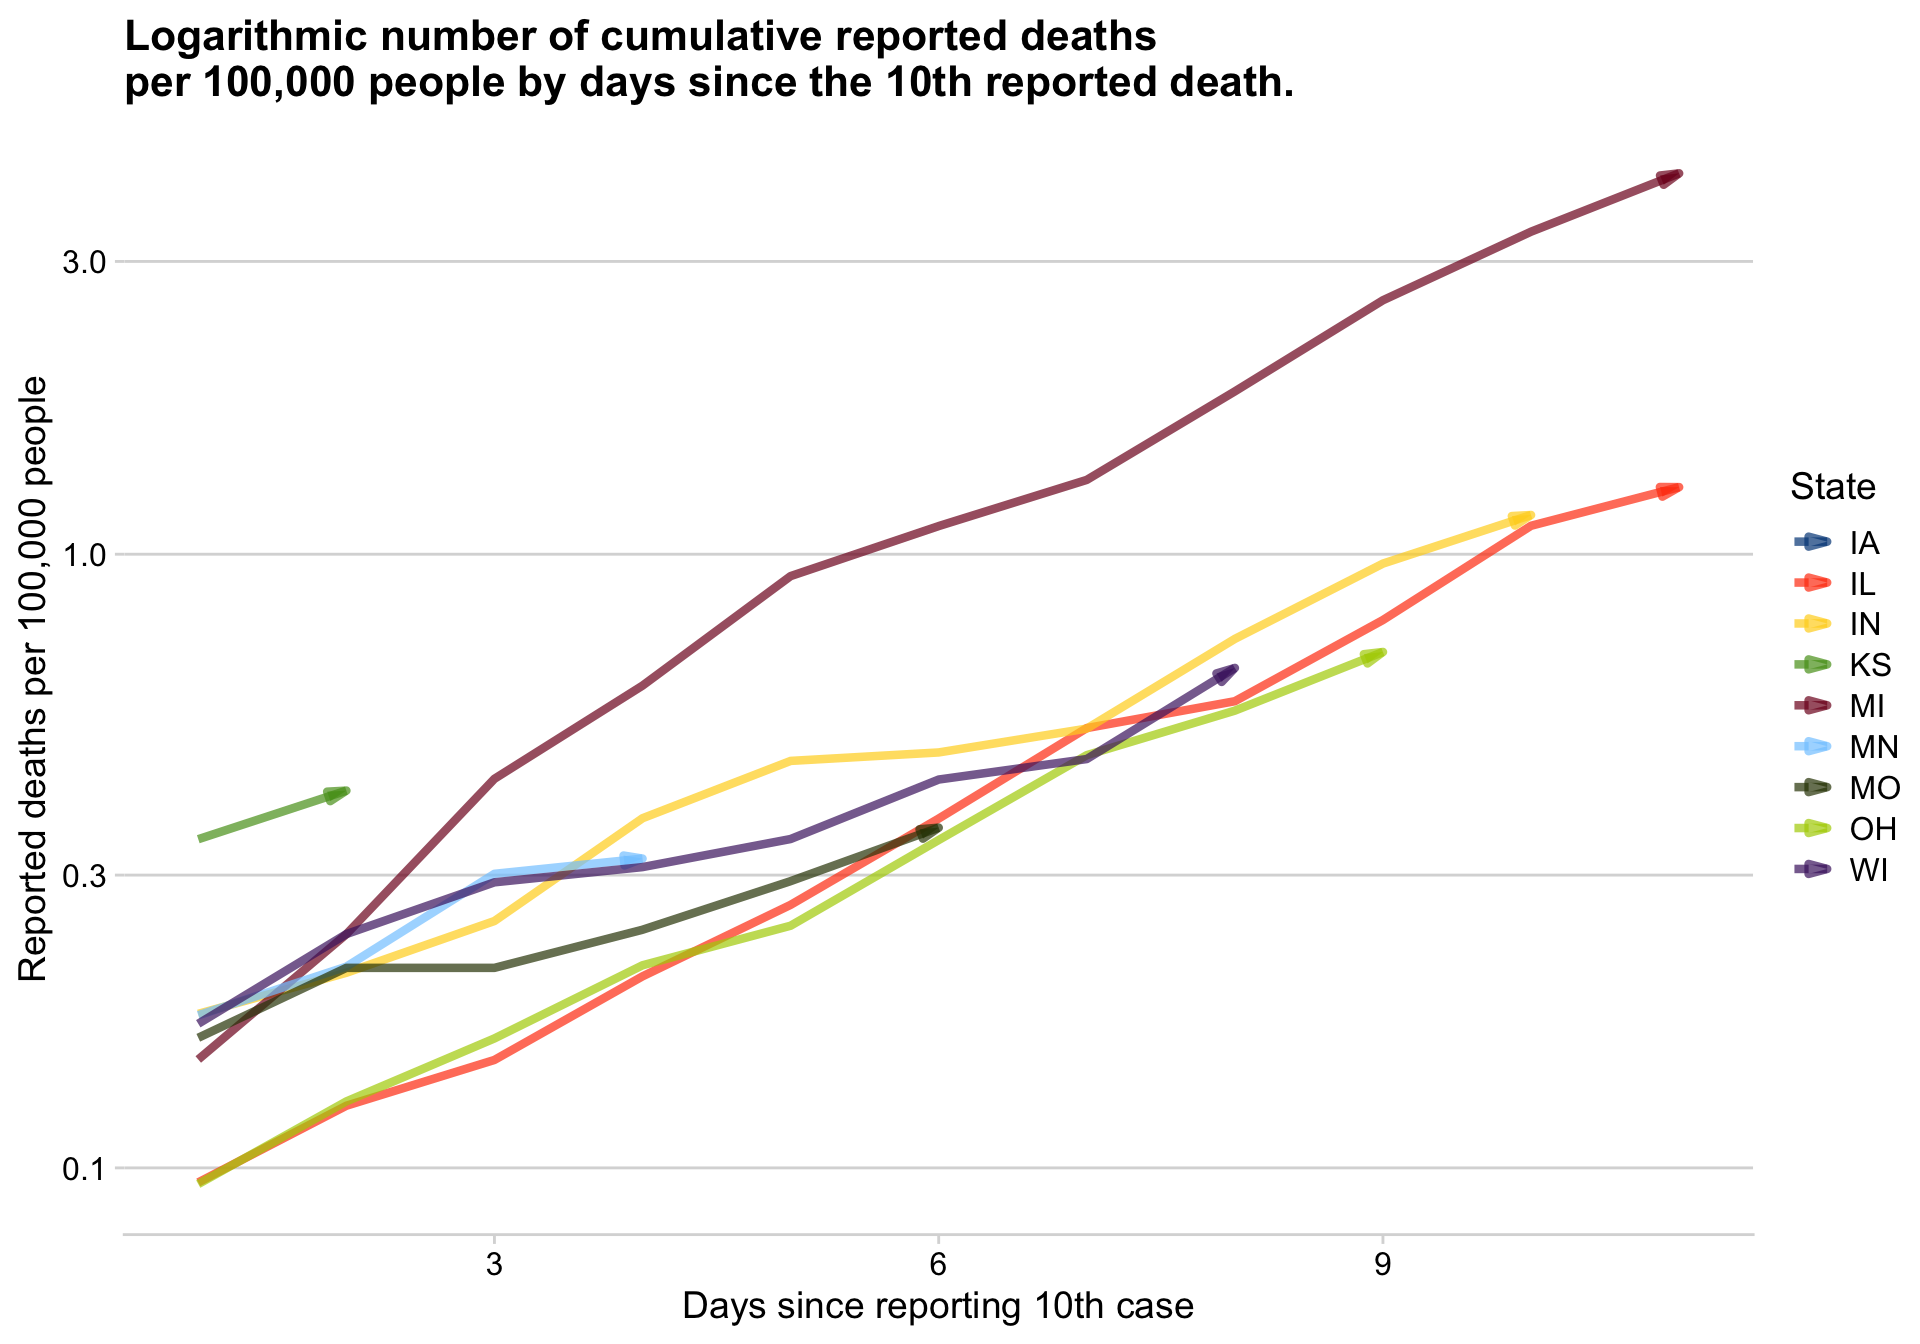 Logarithmic number of cumulative reported deaths
per 100,000 people by days since the 10th reported death.
Reported deaths per 100,000 people
3.0
1.0
0.3
0.1
3
6
9
Days since reporting 10th case
State
IA
IL
IN
KS
MI
MN
MO
OH
WI